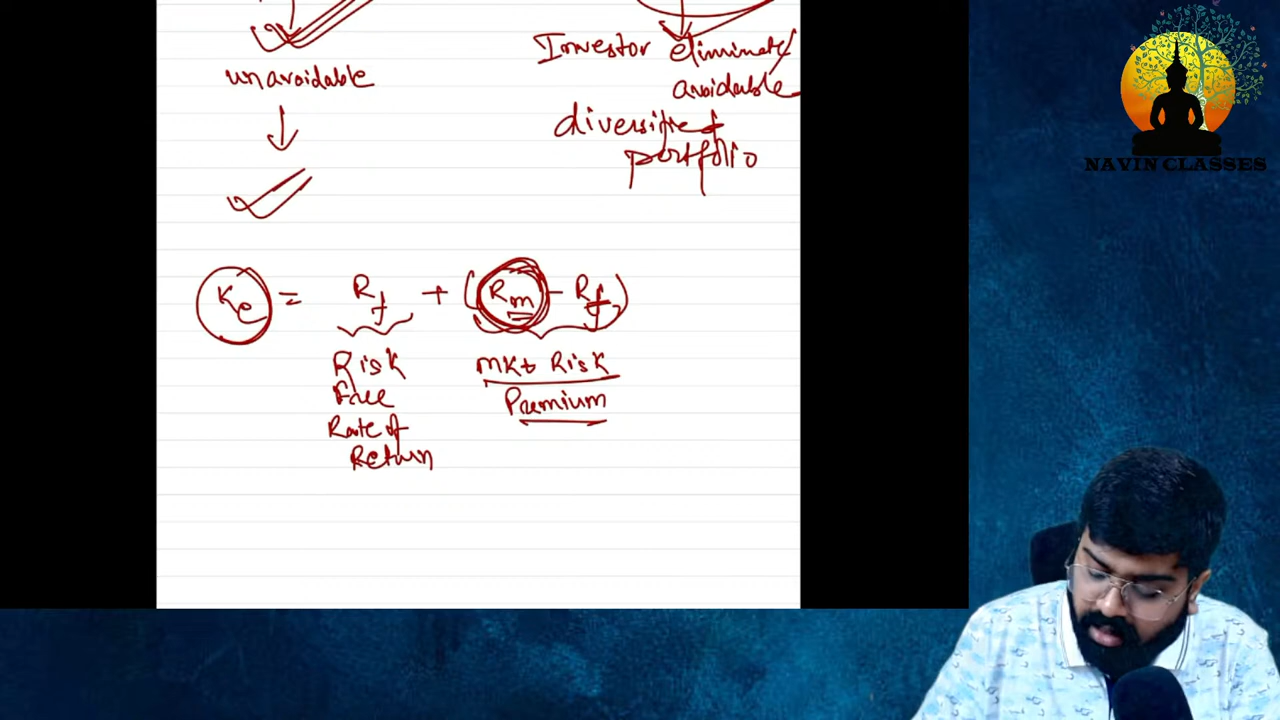 unavoidable
Investor eliminate/
avoidable
diversified
portfolio
Ke = Rf + (Rm - Rf)
Risk
Free
Rate of
Return
Mkt Risk
Premium
NAVIN CLASSES